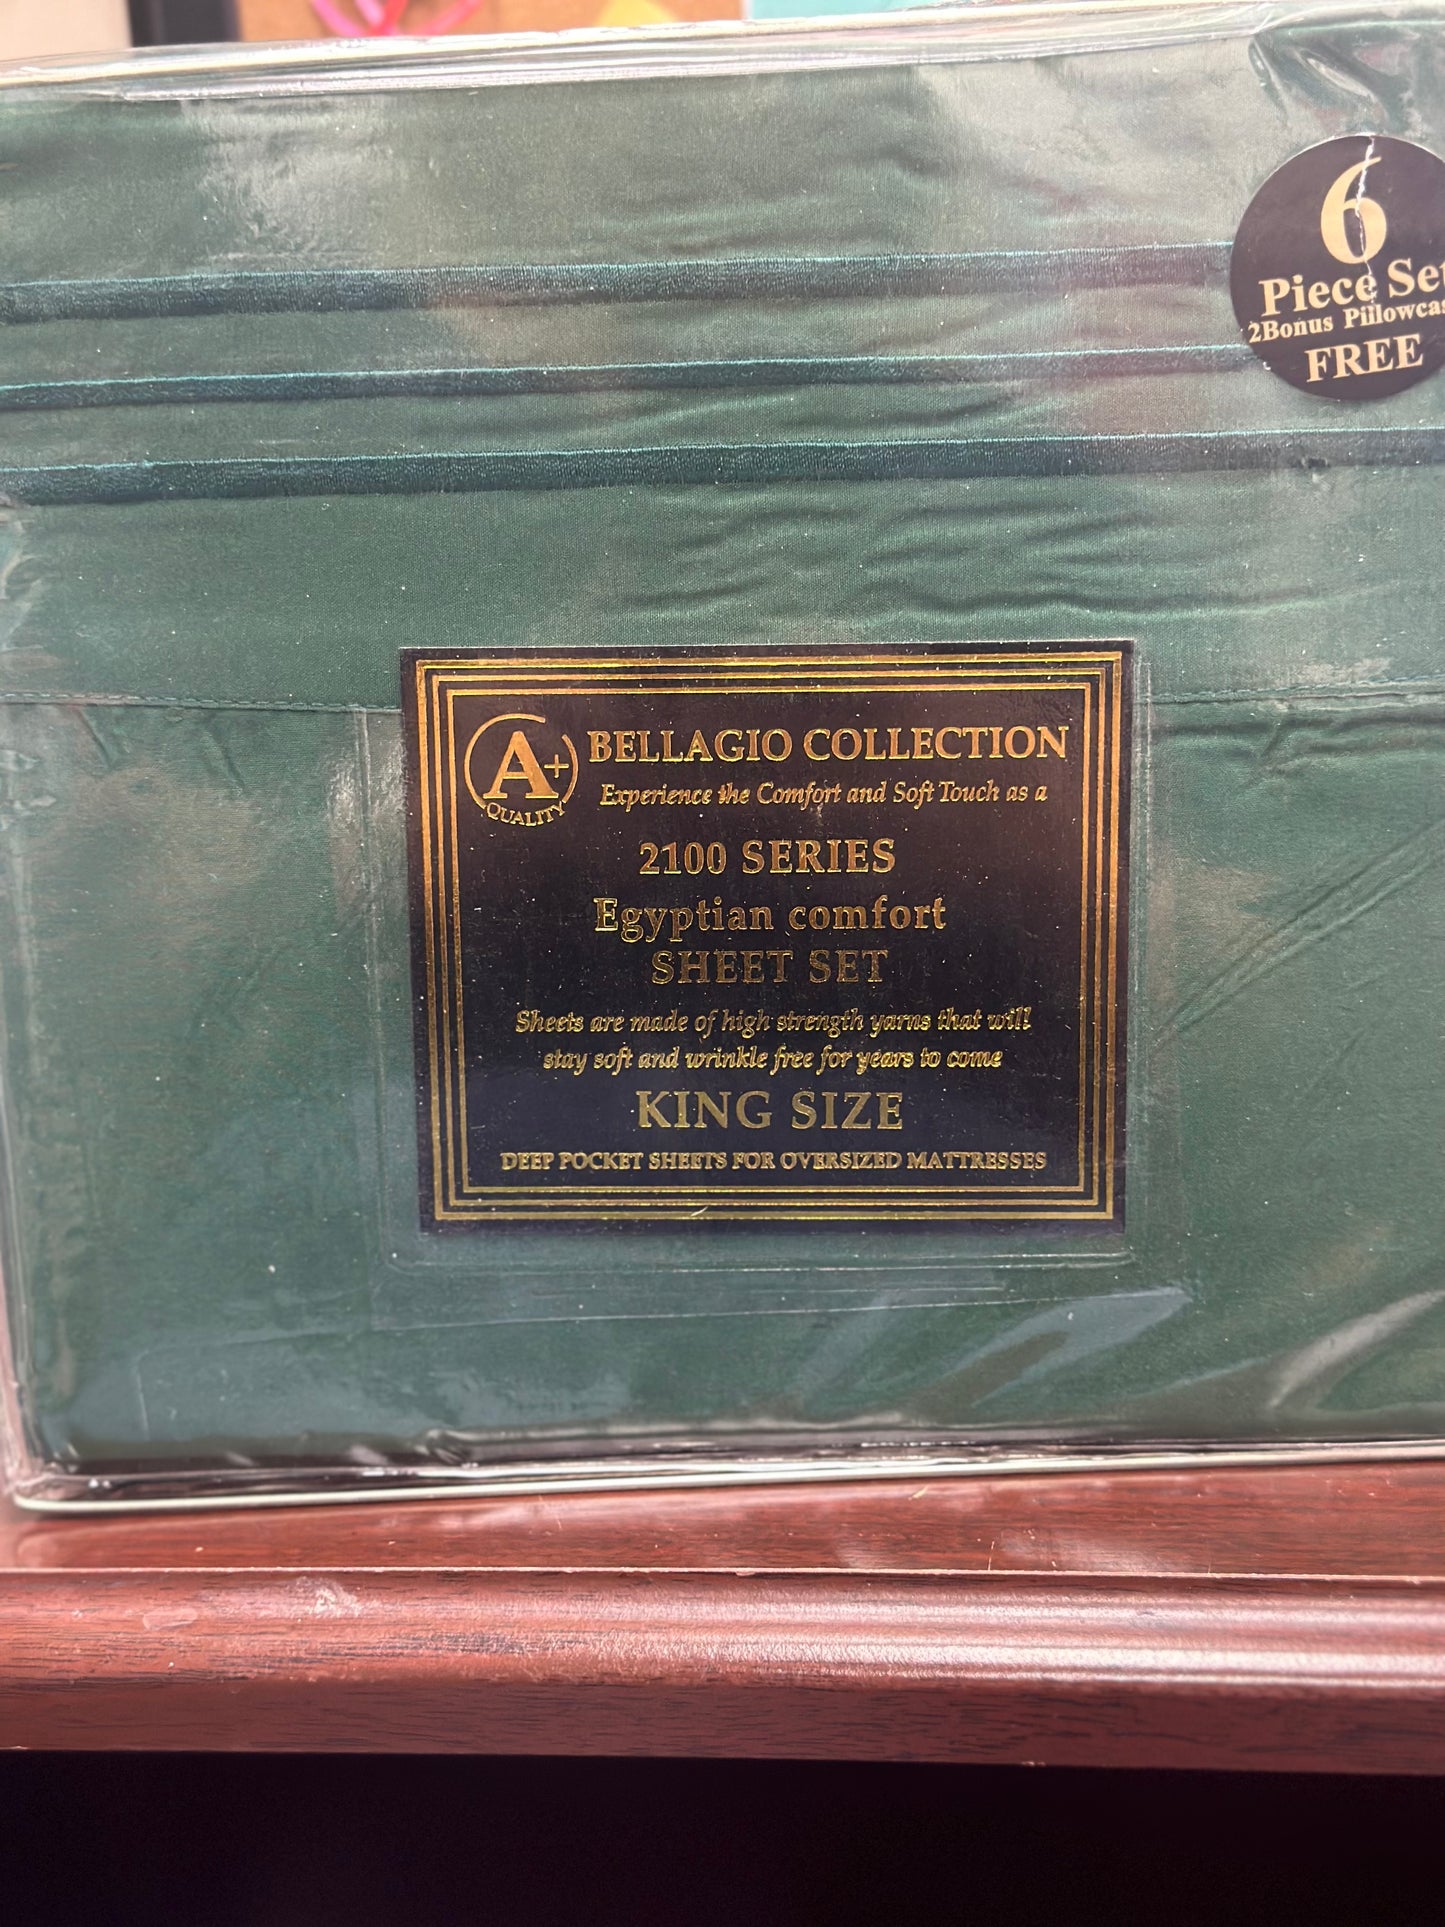 6
Piece Set
2Bonus Pillowcas
FREE
A+
QUALITY
BELLAGIO COLLECTION
Experience the Comfort and Soft Touch as a
2100 SERIES
Egyptian comfort
SHEET SET
Sheets are made of high strength yarns that will
stay soft and wrinkle free for years to come
KING SIZE
DEEP POCKET SHEETS FOR OVERSIZED MATTRESSES